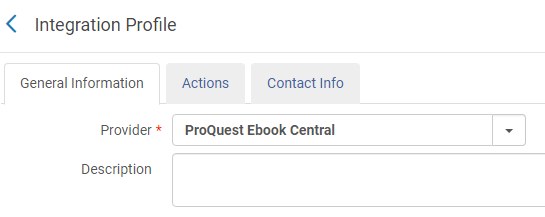 Integration Profile
General Information Actions Contact Info
Provider * ProQuest Ebook Central
Description